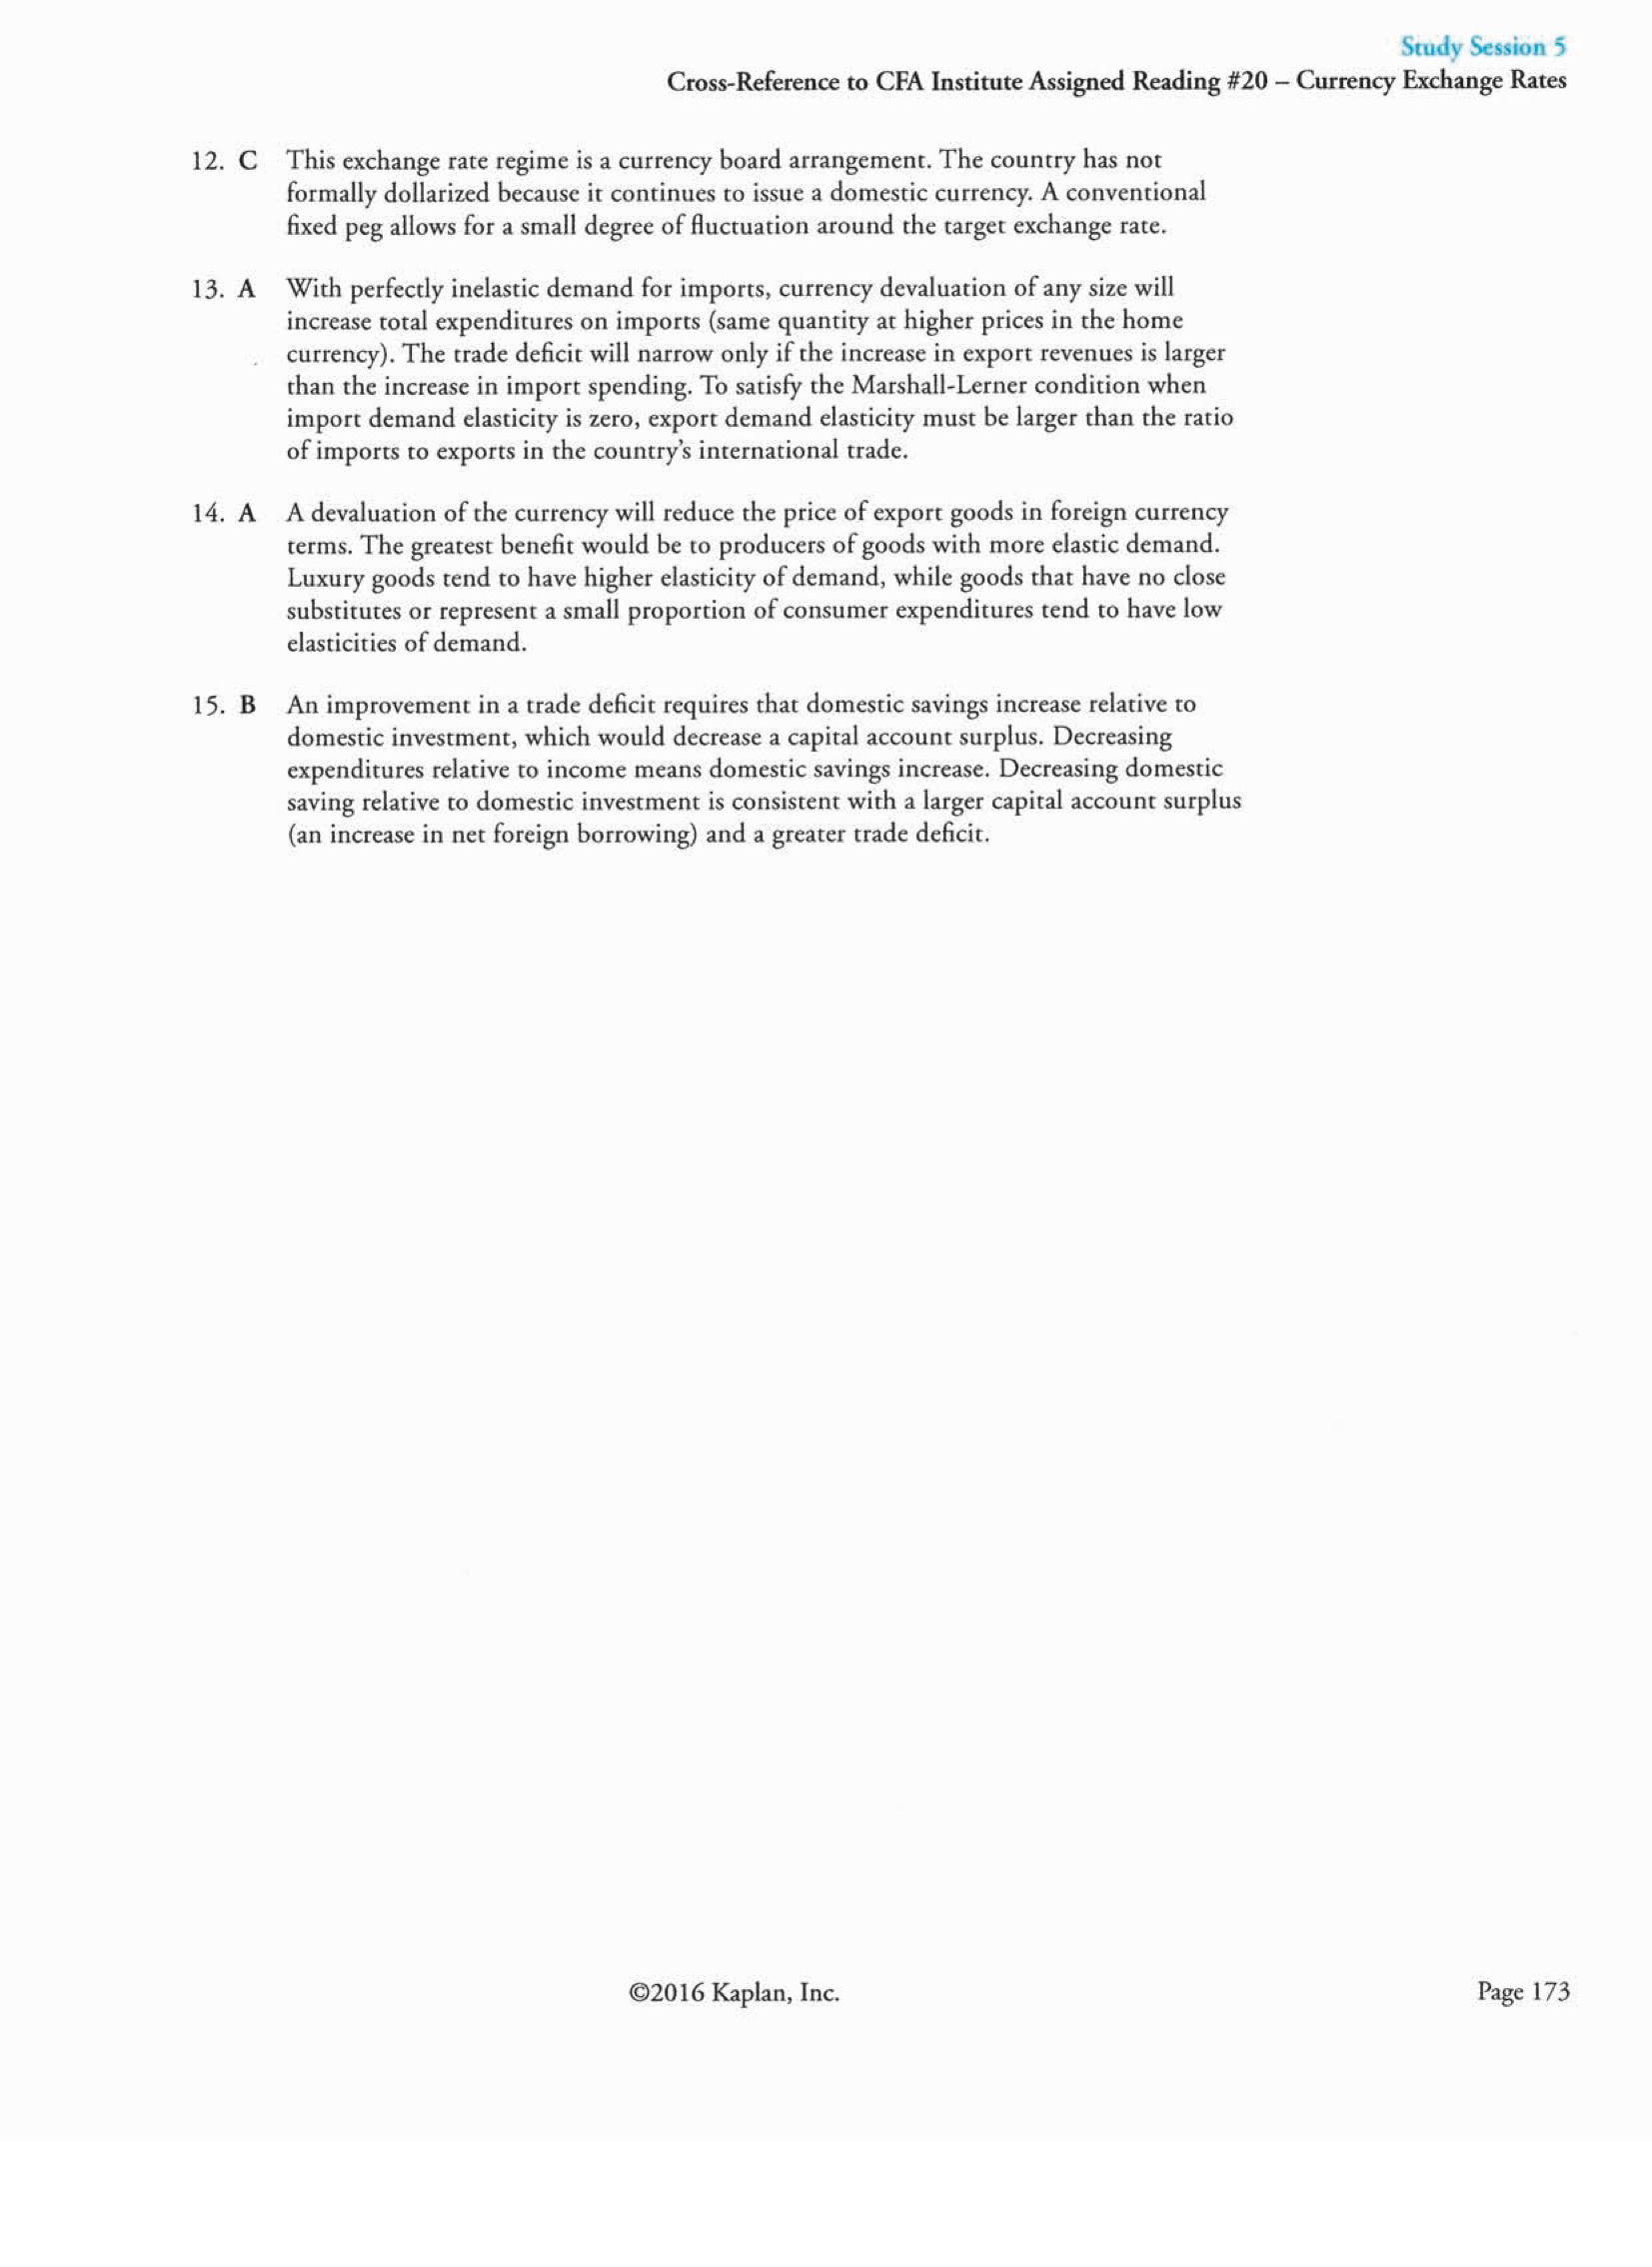 Study Session 5
Cross-Reference to CFA Institute Assigned Reading #20 – Currency Exchange Rates
12. C This exchange rate regime is a currency board arrangement. The country has not
formally dollarized because it continues to issue a domestic currency. A conventional
fixed peg allows for a small degree of fluctuation around the target exchange rate.
13. A With perfectly inelastic demand for imports, currency devaluation of any size will
increase total expenditures on imports (same quantity at higher prices in the home
currency). The trade deficit will narrow only if the increase in export revenues is larger
than the increase in import spending. To satisfy the Marshall-Lerner condition when
import demand elasticity is zero, export demand elasticity must be larger than the ratio
of imports to exports in the country's international trade.
14. A A devaluation of the currency will reduce the price of export goods in foreign currency
terms. The greatest benefit would be to producers of goods with more elastic demand.
Luxury goods tend to have higher elasticity of demand, while goods that have no close
substitutes or represent a small proportion of consumer expenditures tend to have low
elasticities of demand.
15. B An improvement in a trade deficit requires that domestic savings increase relative to
domestic investment, which would decrease a capital account surplus. Decreasing
expenditures relative to income means domestic savings increase. Decreasing domestic
saving relative to domestic investment is consistent with a larger capital account surplus
(an increase in net foreign borrowing) and a greater trade deficit.
©2016 Kaplan, Inc.
Page 173